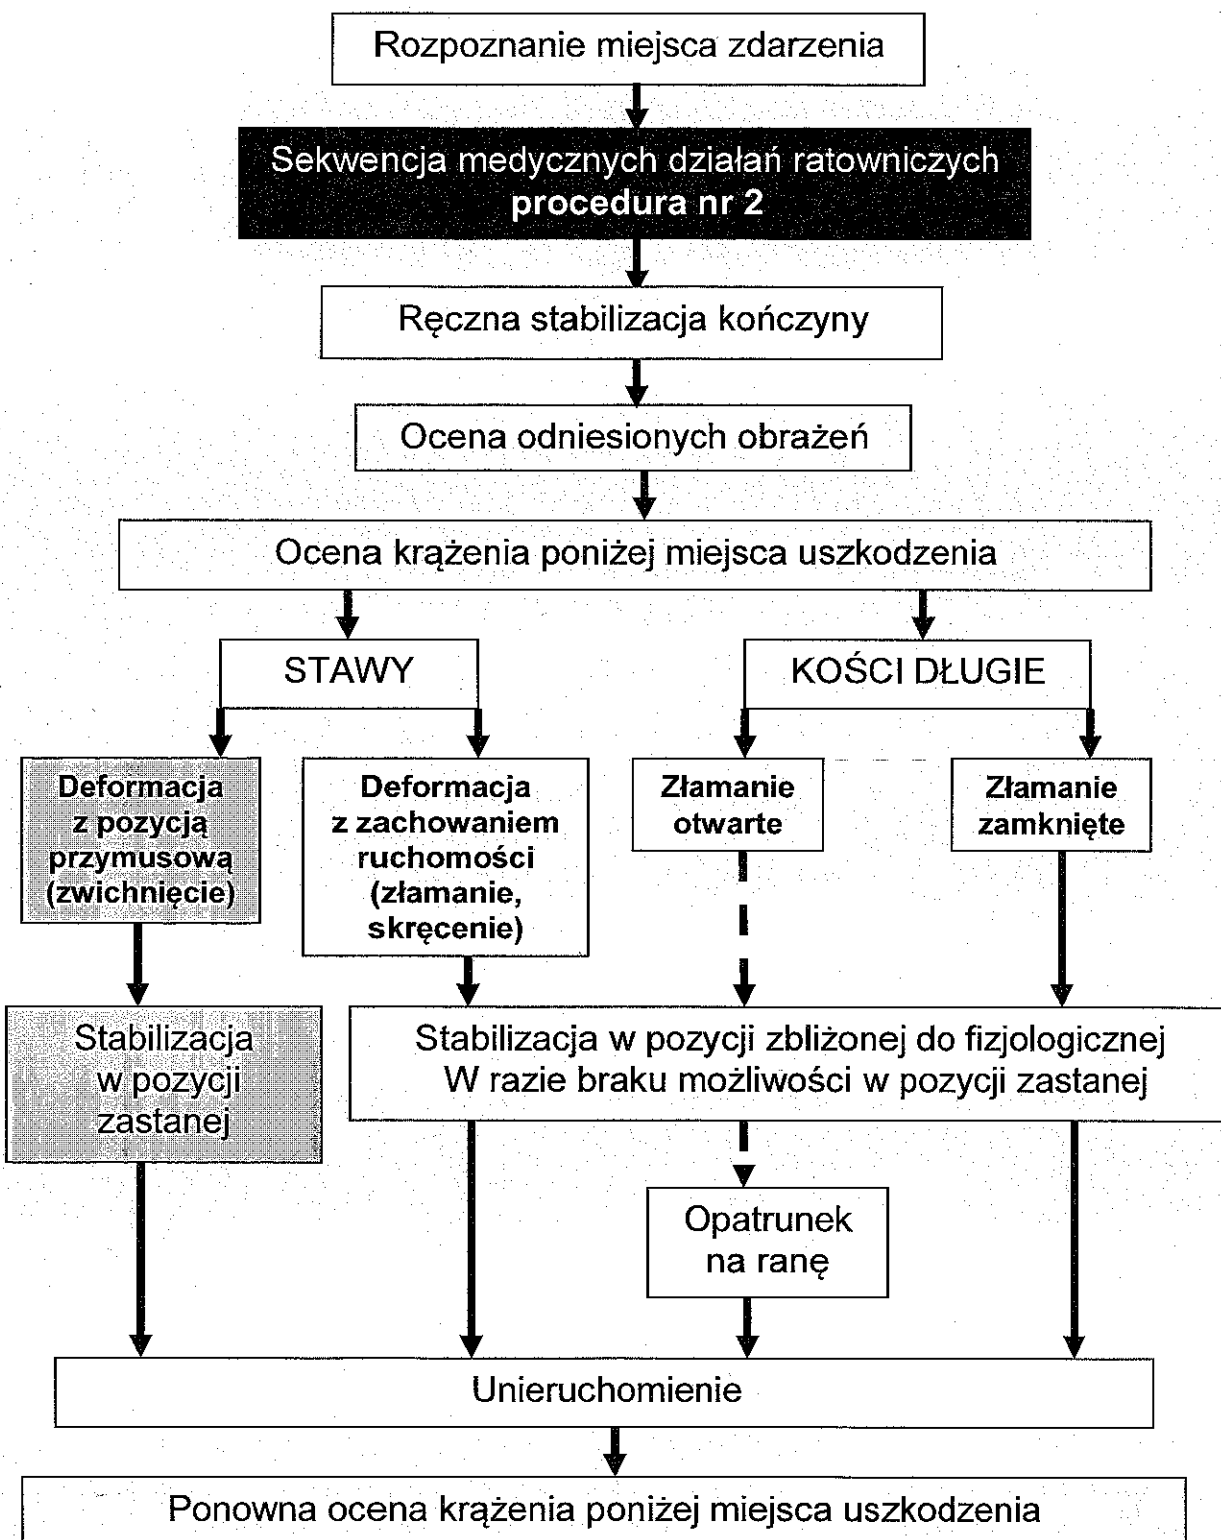 Rozpoznanie miejsca zdarzenia
Sekwencja medycznych działań ratowniczych
procedura nr 2
Ręczna stabilizacja kończyny
Ocena odniesionych obrażeń
Ocena krążenia poniżej miejsca uszkodzenia
STAWY
KOŚCI DŁUGIE
Deformacja
z pozycją
przymusową
(zwichnięcie)
Deformacja
z zachowaniem
ruchomości
(złamanie,
skręcenie)
Złamanie
otwarte
Złamanie
zamknięte
Stabilizacja
w pozycji
zastanej
Stabilizacja w pozycji zbliżonej do fizjologicznej
W razie braku możliwości w pozycji zastanej
Opatrunek
na ranę
Unieruchomienie
Ponowna ocena krążenia poniżej miejsca uszkodzenia